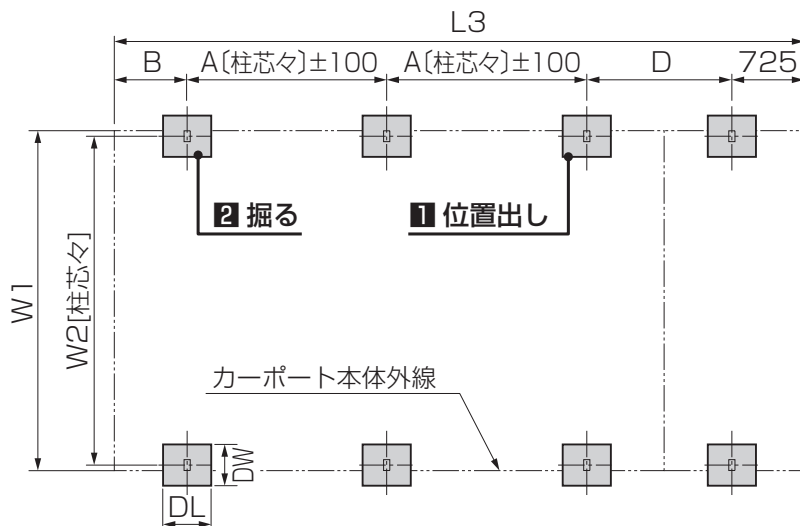 L3
B A〔柱芯々〕±100 A〔柱芯々〕±100 D 725
2 掘る 1 位置出し
W1
W2[柱芯々]
カーポート本体外線
DW
DL